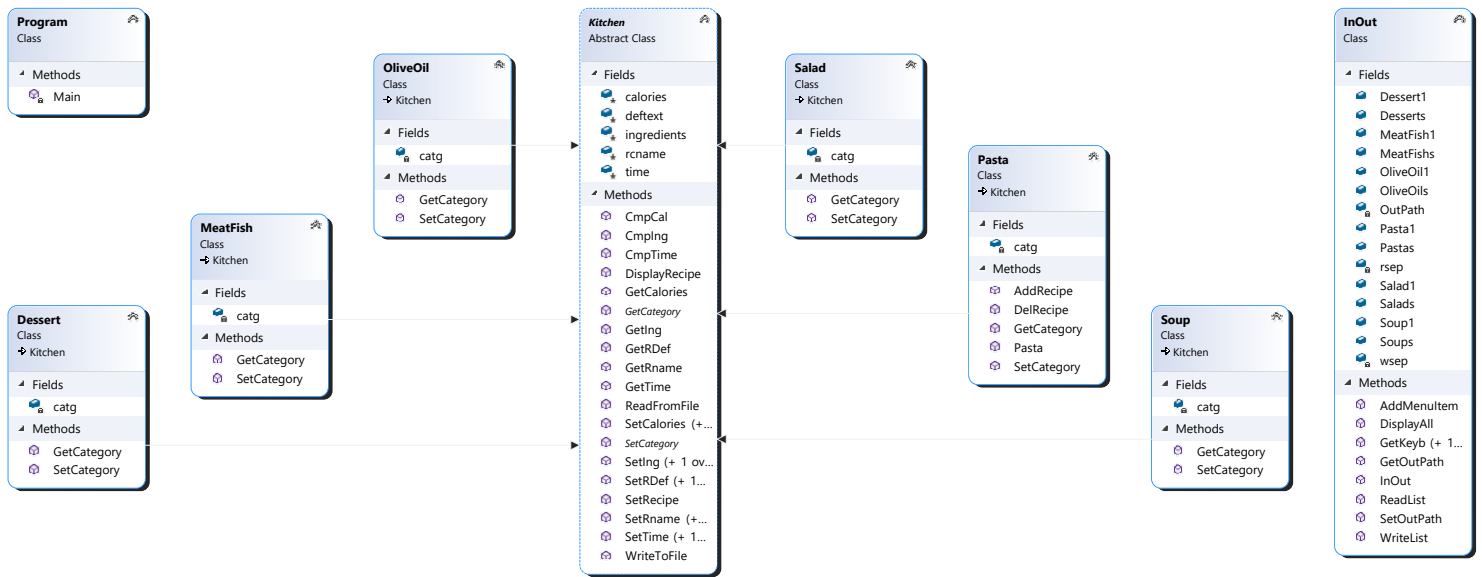 Program
Class
Methods
Main
OliveOil
Class
Kitchen
Fields
catg
Methods
GetCategory
SetCategory
MeatFish
Class
Kitchen
Fields
catg
Methods
GetCategory
SetCategory
Dessert
Class
Kitchen
Fields
catg
Methods
GetCategory
SetCategory
Kitchen
Abstract Class
Fields
calories
deftext
ingredients
rcname
time
Methods
CmpCal
CmpIng
CmpTime
DisplayRecipe
GetCalories
GetCategory
GetIng
GetRDef
GetRname
GetTime
ReadFromFile
SetCalories (+...
SetCategory
SetIng (+ 1 ov...
SetRDef (+ 1...
SetRecipe
SetRname (+...
SetTime (+ 1...
WriteToFile
Salad
Class
Kitchen
Fields
catg
Methods
GetCategory
SetCategory
Pasta
Class
Kitchen
Fields
catg
Methods
AddRecipe
DelRecipe
GetCategory
Pasta
SetCategory
Soup
Class
Kitchen
Fields
catg
Methods
GetCategory
SetCategory
InOut
Class
Fields
Dessert1
Desserts
MeatFish1
MeatFishs
OliveOil1
OliveOils
OutPath
Pasta1
Pastas
rsep
Salad1
Salads
Soup1
Soups
wsep
Methods
AddMenuItem
DisplayAll
GetKeyb (+ 1...
GetOutPath
InOut
ReadList
SetOutPath
WriteList